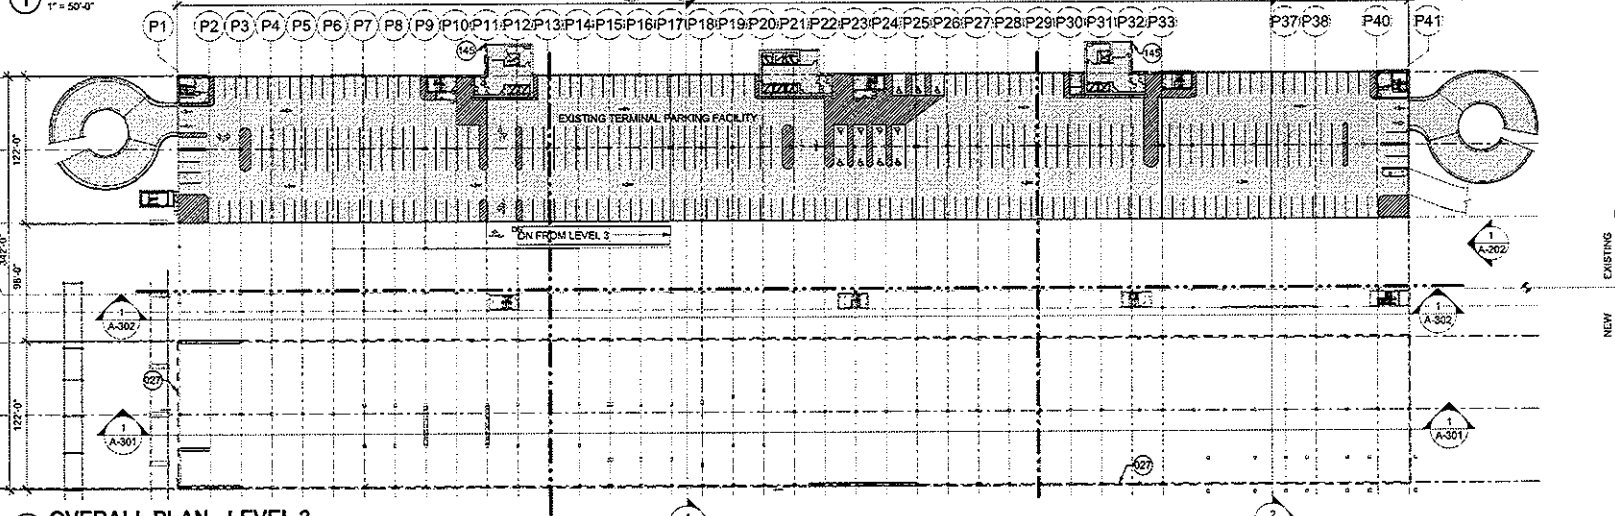 1 1" = 50'-0"
P1 P2 P3 P4 P5 P6 P7 P8 P9 P10 P11 P12 P13 P14 P15 P16 P17 P18 P19 P20 P21 P22 P23 P24 P25 P26 P27 P28 P29 P30 P31 P32 P33 P37 P38 P40 P41
145 145
EXISTING TERMINAL PARKING FACILITY
122'-0"
DN
DN FROM LEVEL 3
1
A-202
EXISTING
342'-0"
98'-0"
1
A-302
1
A-302
NEW
027
122'-0"
1
A-301
1
A-301
027
OVERALL PLAN - LEVEL 2